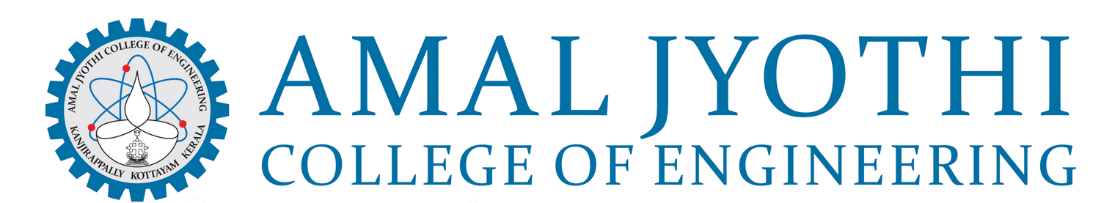 AMAL JYOTHI COLLEGE OF ENGINEERING
KANJIRAPPALLY KOTTAYAM KERALA
AMAL JYOTHI
COLLEGE OF ENGINEERING